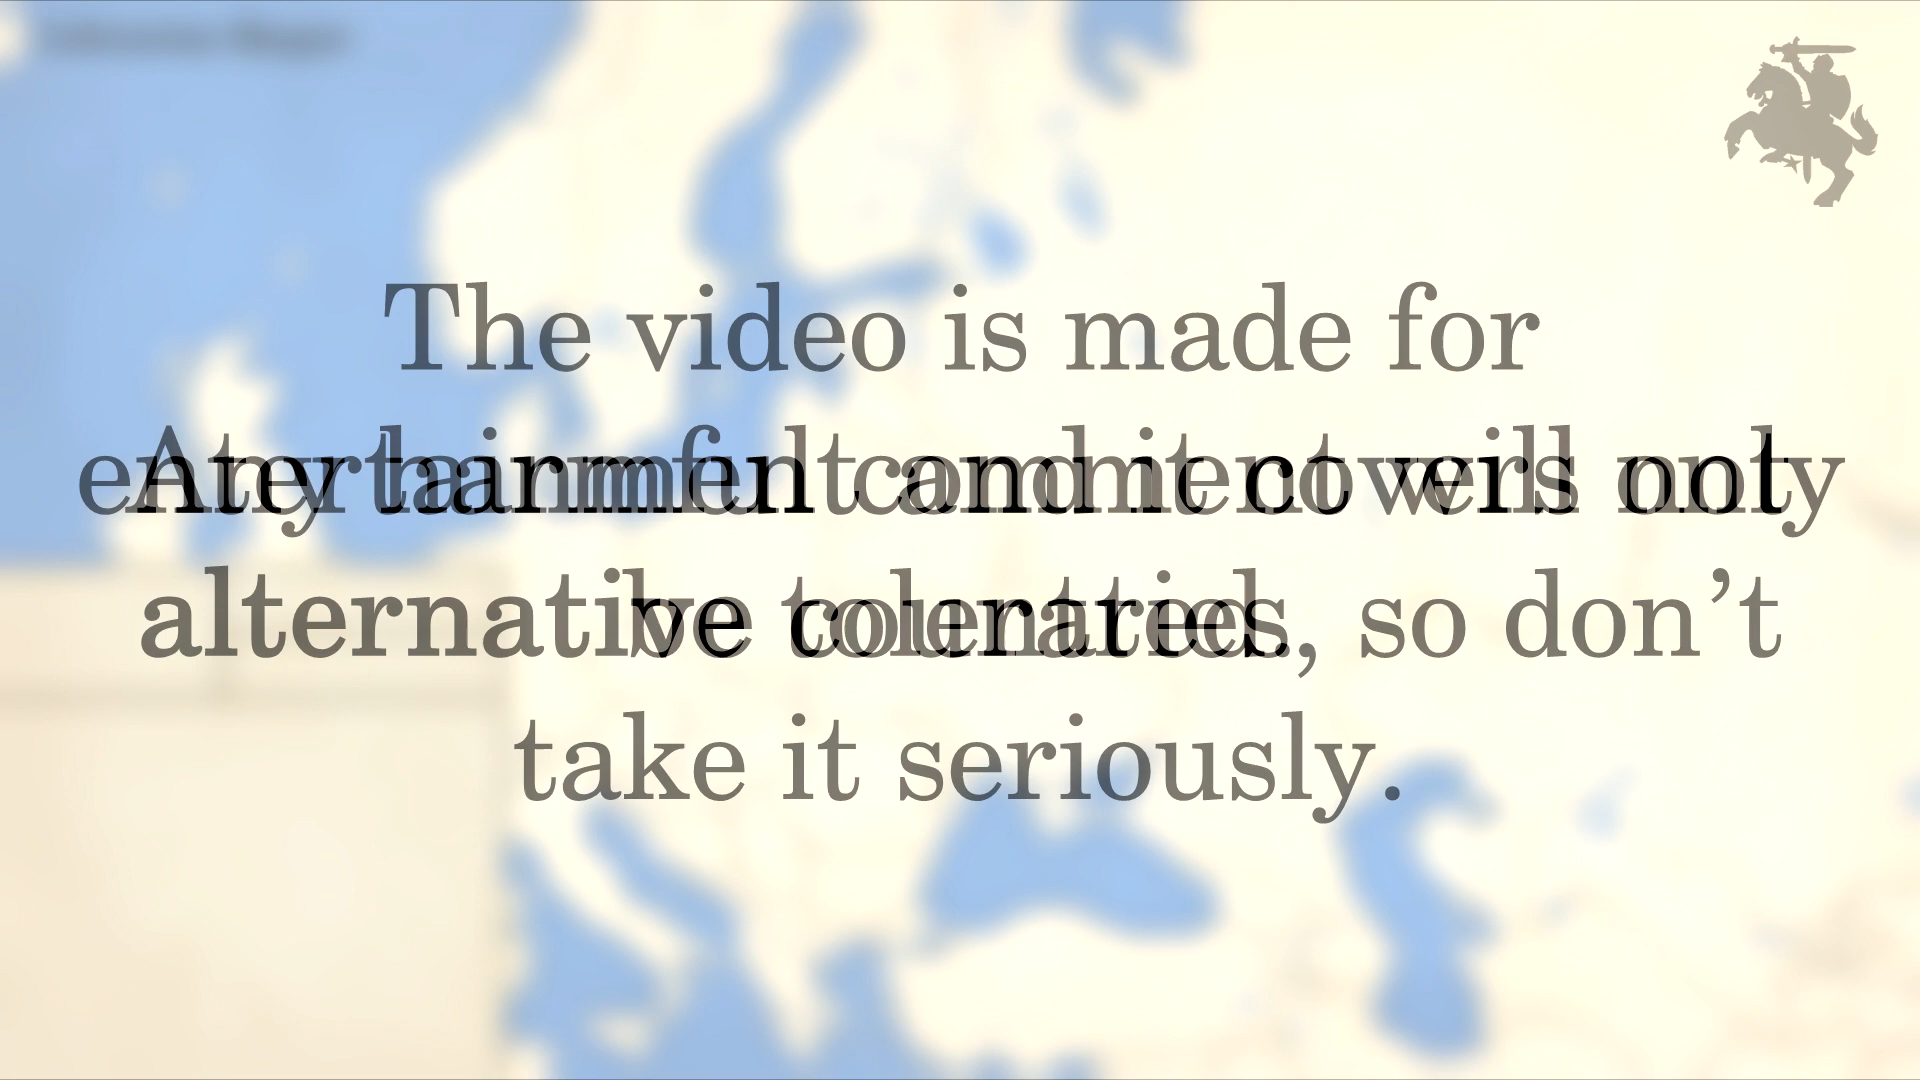 The video is made for
entertainment and it covers only
alternative countries, so don’t
take it seriously.
Any harmful comment will not
be tolerated.